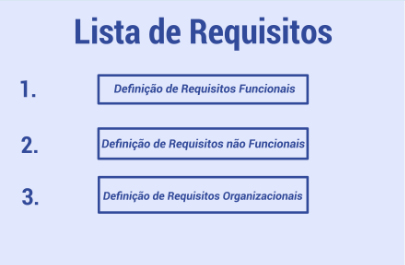 Lista de Requisitos
1. Definição de Requisitos Funcionais
2. Definição de Requisitos não Funcionais
3. Definição de Requisitos Organizacionais